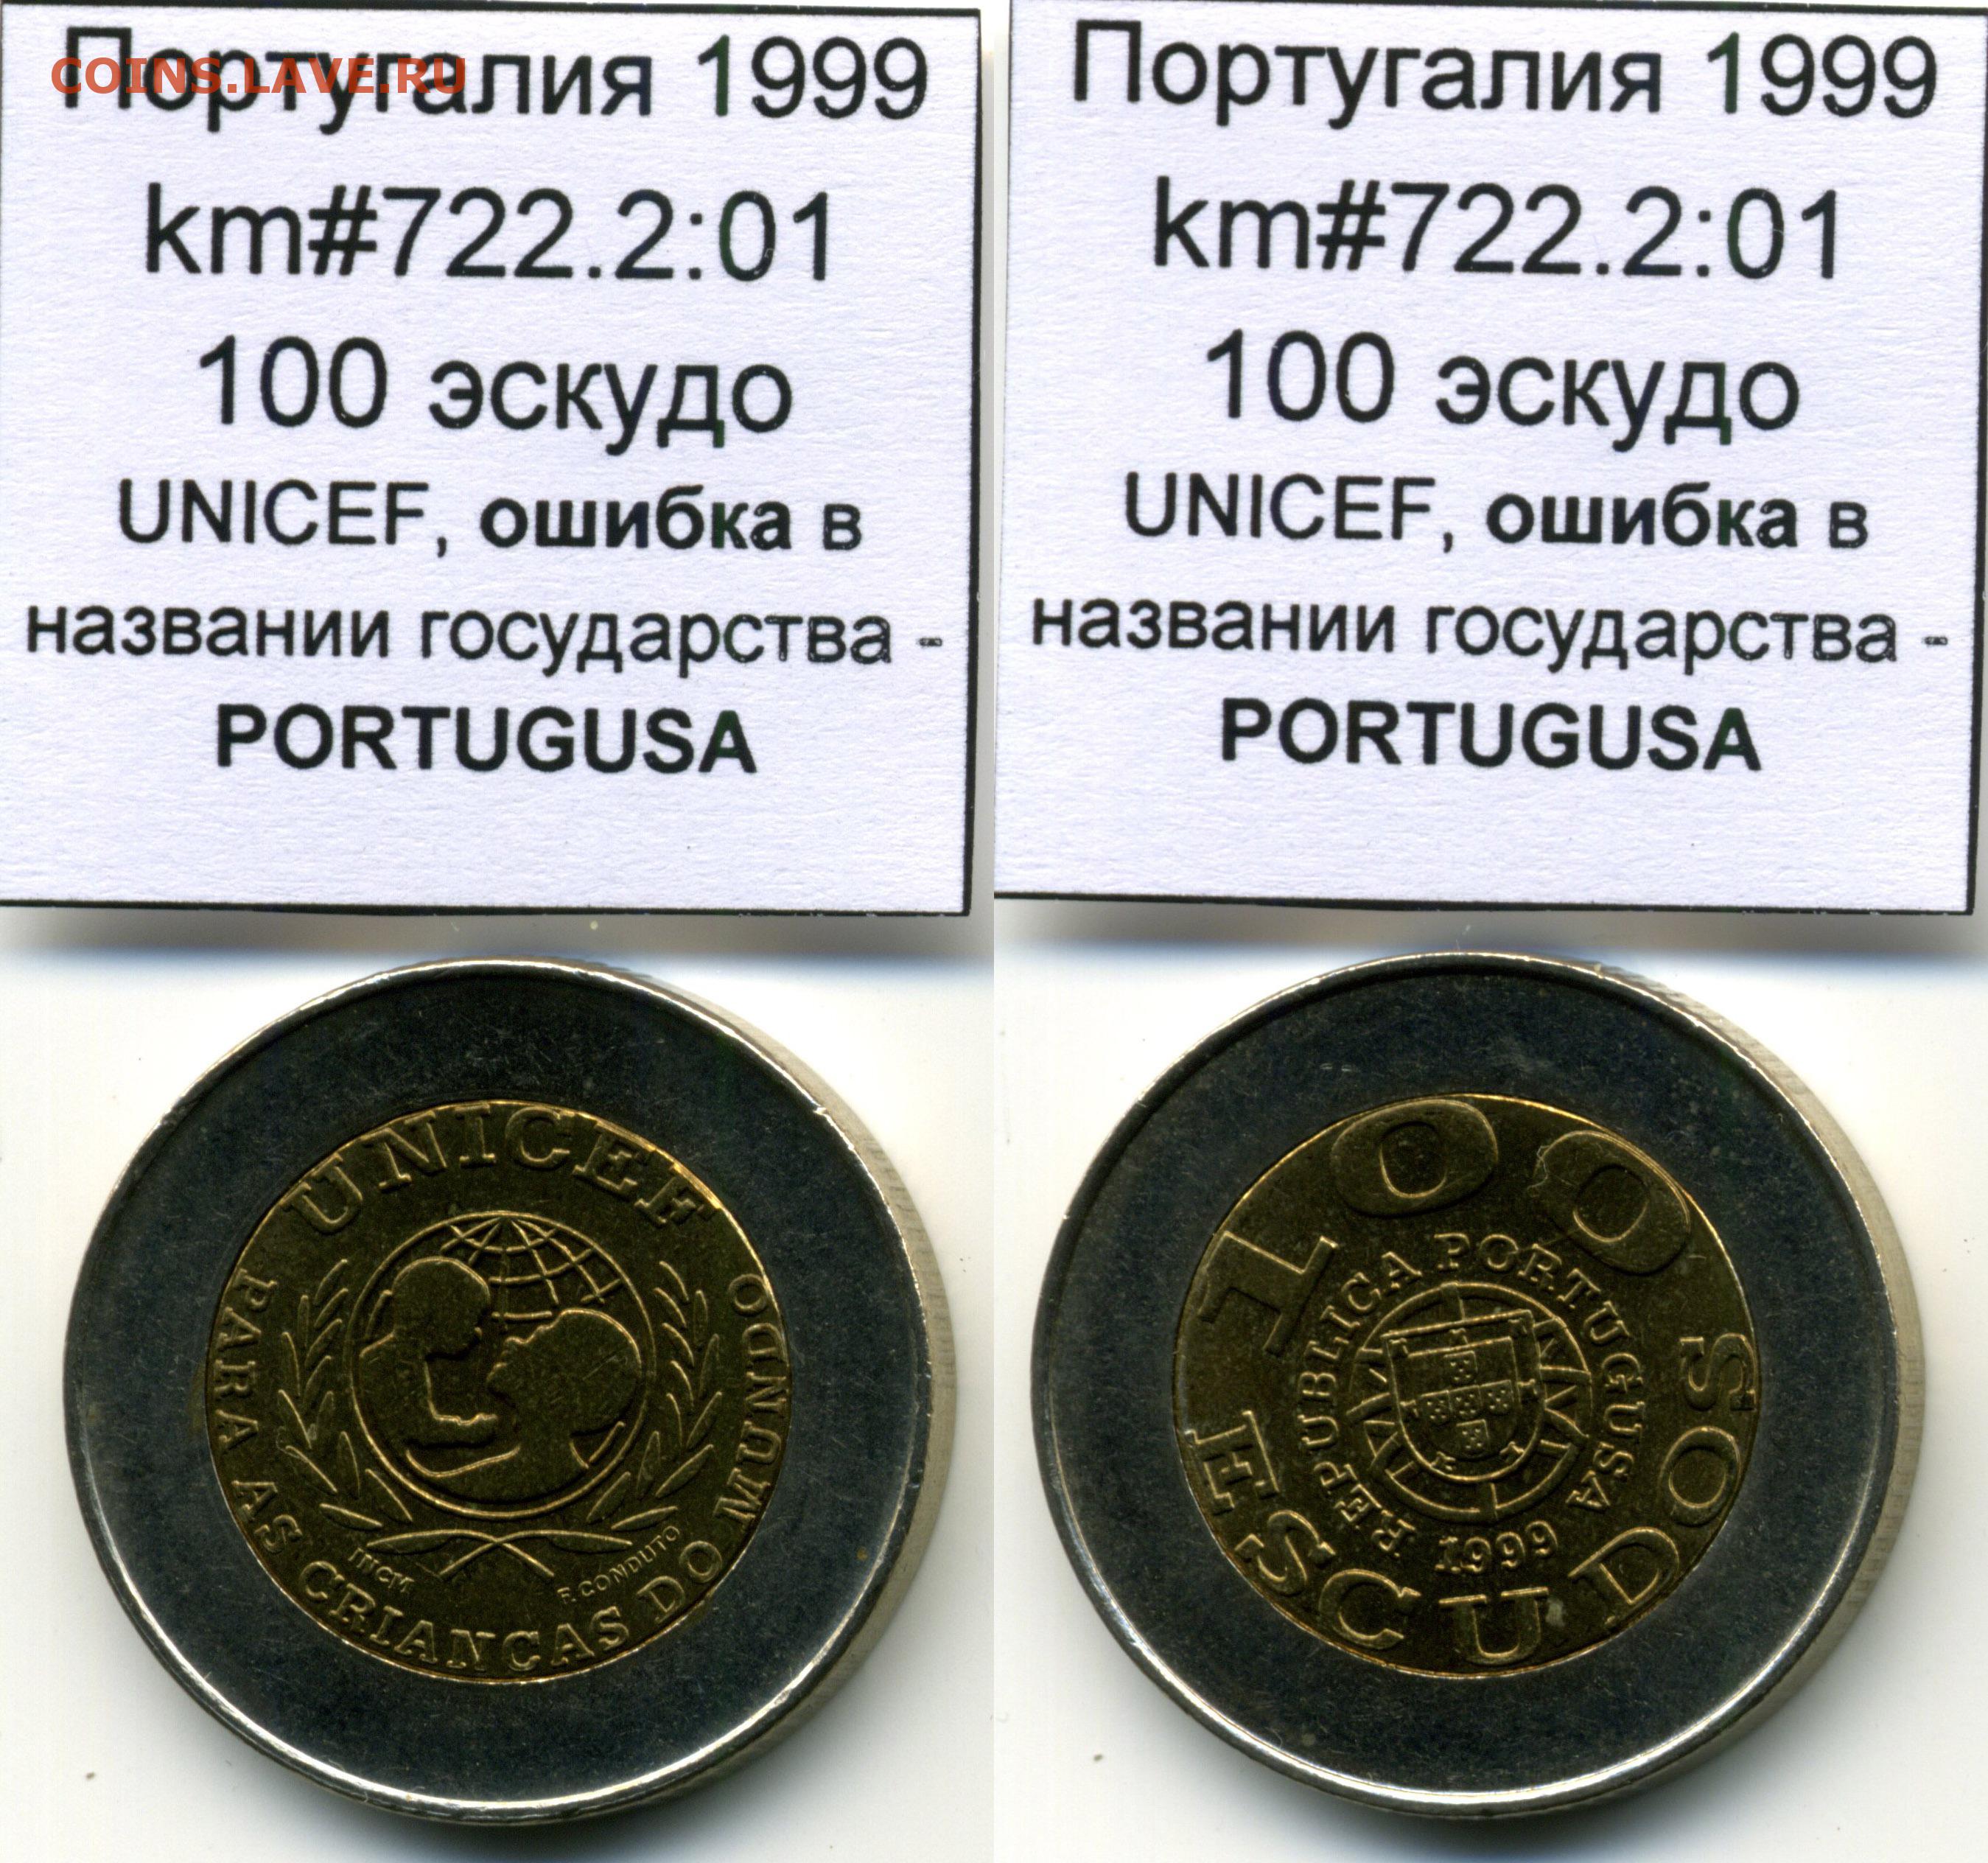 COINS.LAVE.RU
Португалия 1999
km#722.2:01
100 эскудо
UNICEF, ошибка в
названии государства -
PORTUGUSA
Португалия 1999
km#722.2:01
100 эскудо
UNICEF, ошибка в
названии государства -
PORTUGUSA
UNICEF
PARA AS CRIANCAS DO MUNDO
INCM
F. CONDUTO
100
ESCUDOS
REPUBLICA PORTUGUSA
1999